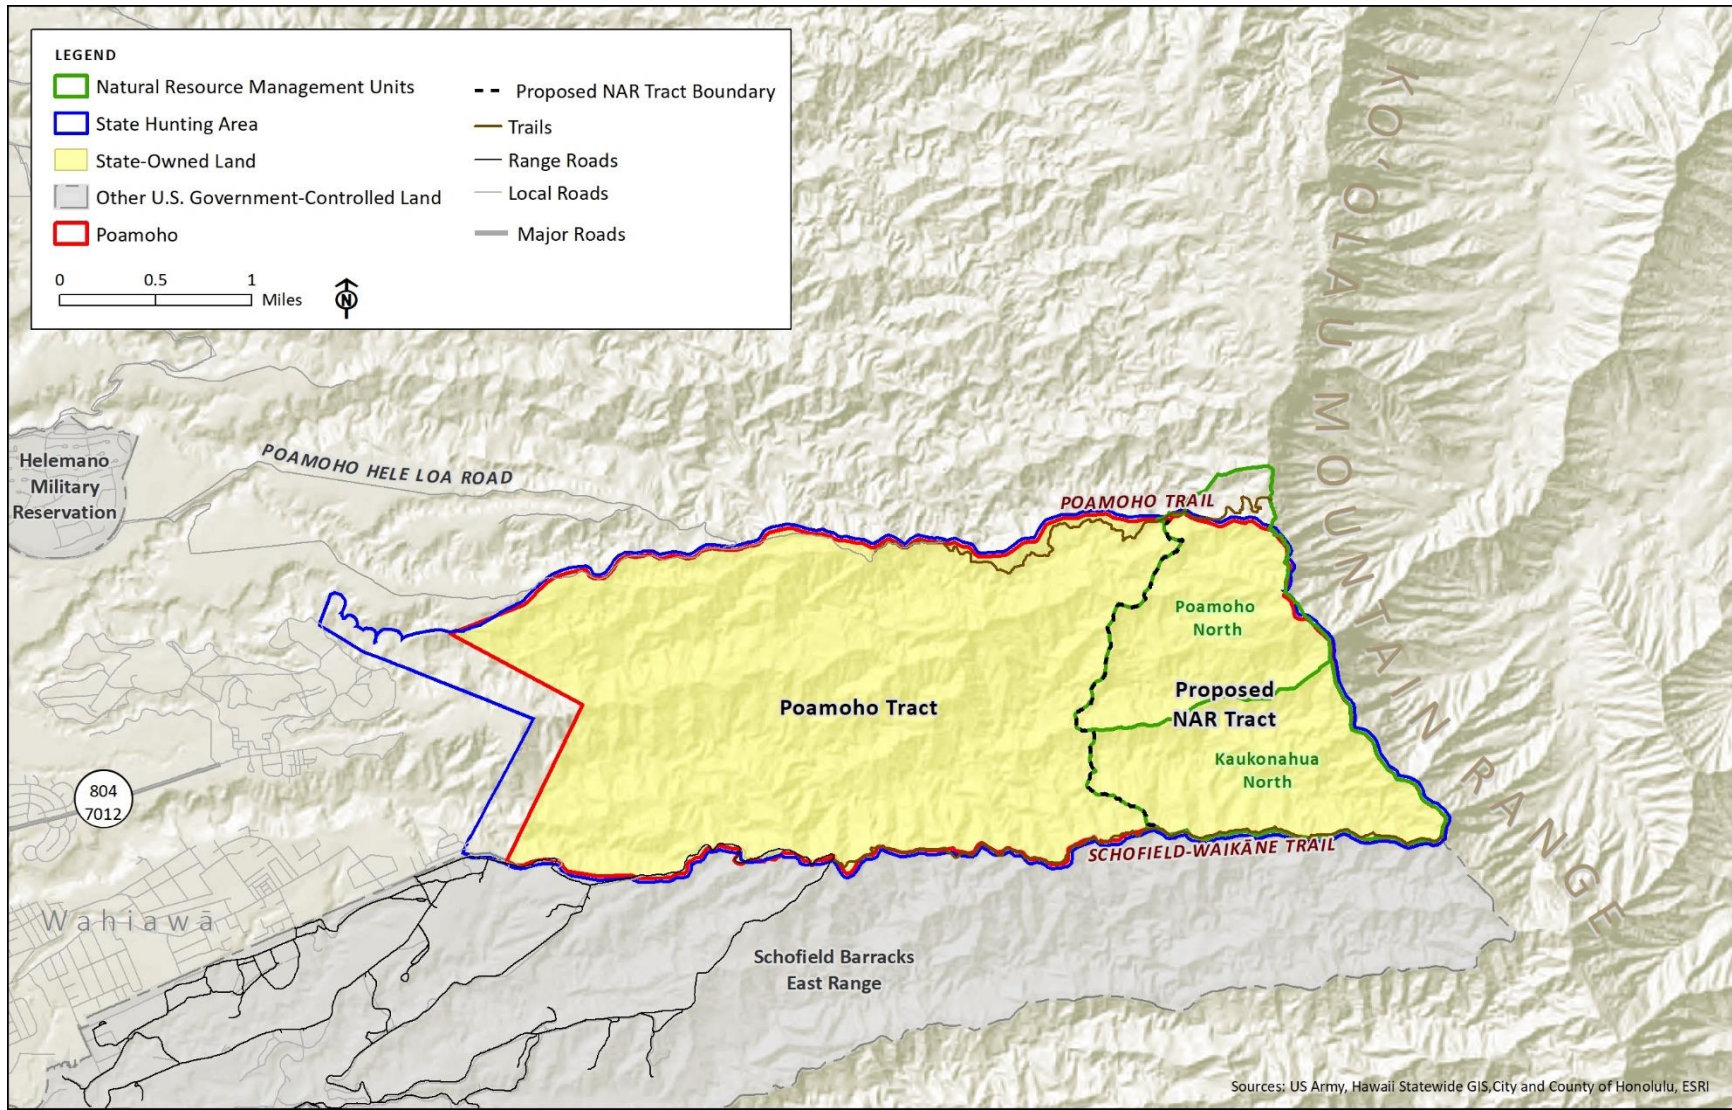 LEGEND
Natural Resource Management Units
State Hunting Area
State-Owned Land
Other U.S. Government-Controlled Land
Poamoho
Proposed NAR Tract Boundary
Trails
Range Roads
Local Roads
Major Roads
0 0.5 1
Miles
N
KO‘OLAU MOUNTAIN RANGE
Helemano
Military
Reservation
POAMOHO HELE LOA ROAD
POAMOHO TRAIL
Poamoho
North
Proposed
NAR Tract
Poamoho Tract
Kaukonahua
North
804
7012
SCHOFIELD-WAIKĀNE TRAIL
Wahiawā
Schofield Barracks
East Range
Sources: US Army, Hawaii Statewide GIS,City and County of Honolulu, ESRI